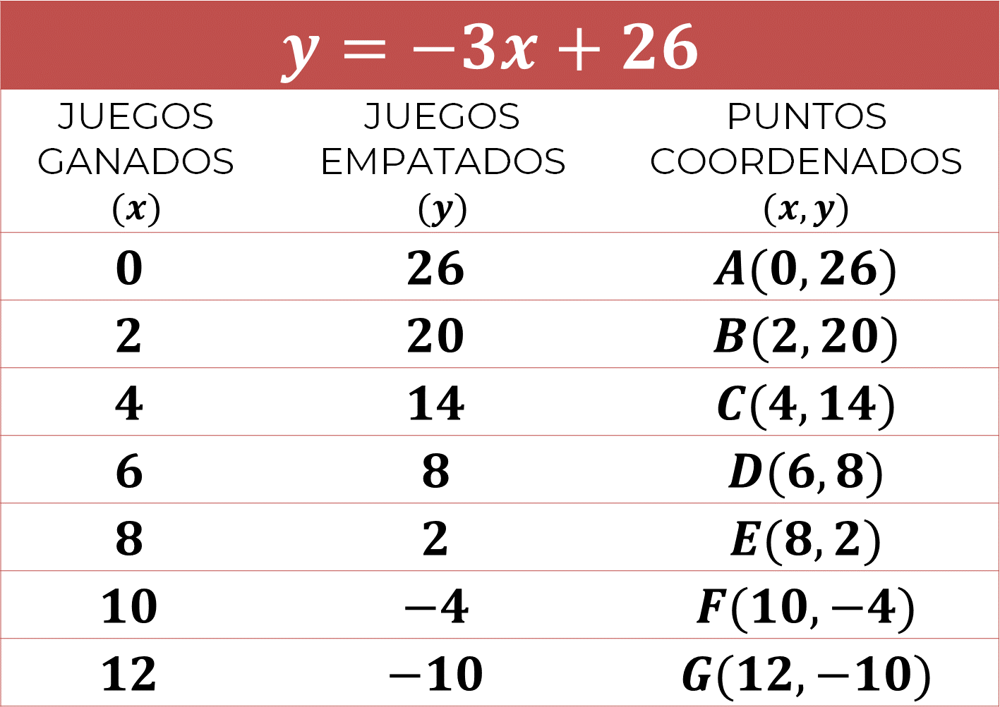 y = −3x + 26
JUEGOS GANADOS (x)
JUEGOS EMPATADOS (y)
PUNTOS COORDENADOS (x, y)
0 26 A(0, 26)
2 20 B(2, 20)
4 14 C(4, 14)
6 8 D(6, 8)
8 2 E(8, 2)
10 −4 F(10, −4)
12 −10 G(12, −10)